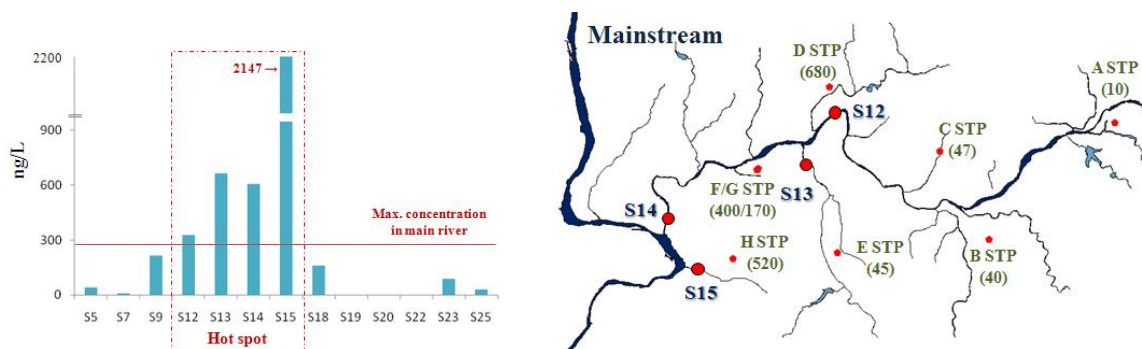 ng/L
2200
900
600
300
0
2147→
Max. concentration
in main river
S5 S7 S9 S12 S13 S14 S15 S18 S19 S20 S22 S23 S25
Hot spot
Mainstream
D STP
(680)
A STP
(10)
S12
C STP
(47)
F/G STP
(400/170)
S13
S14
H STP
(520)
E STP
(45)
B STP
(40)
S15